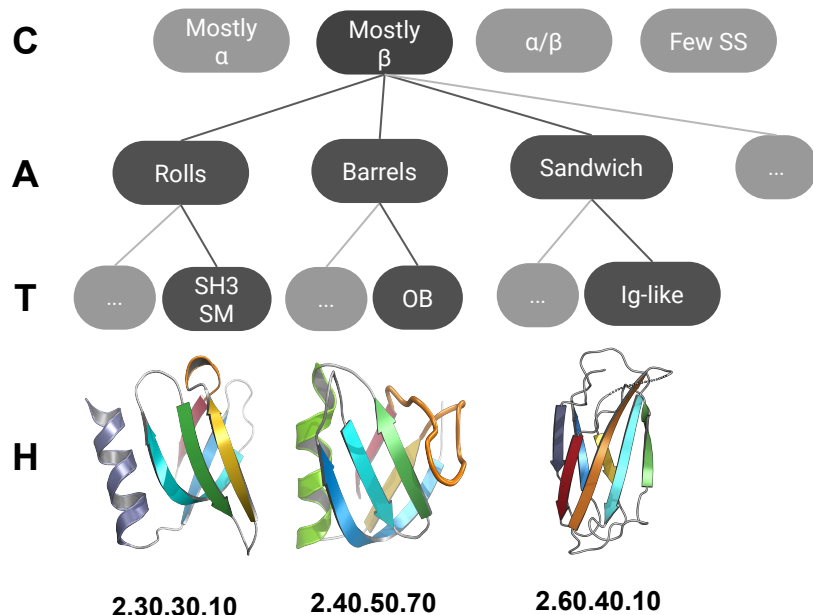 C
Mostly
α
Mostly
β
α/β
Few SS
A
Rolls
Barrels
Sandwich
...
T
...
SH3
SM
...
OB
...
Ig-like
H
2.30.30.10
2.40.50.70
2.60.40.10